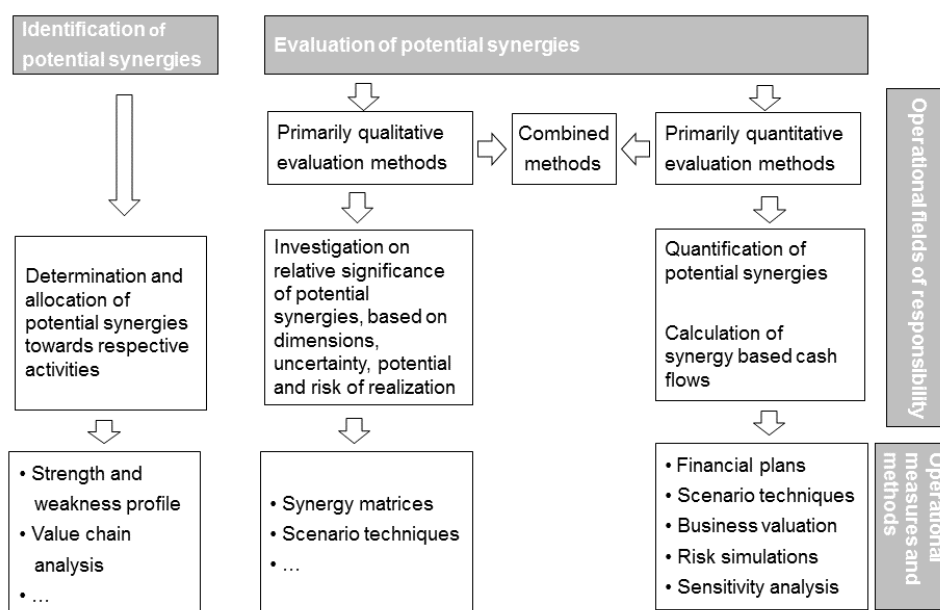 Identification of
potential synergies
Evaluation of potential synergies
Primarily qualitative
evaluation methods
Combined
methods
Primarily quantitative
evaluation methods
Determination and
allocation of
potential synergies
towards respective
activities
Investigation on
relative significance
of potential
synergies, based on
dimensions,
uncertainty, potential
and risk of realization
Quantification of
potential synergies
Calculation of
synergy based cash
flows
Operational fields of responsibility
• Strength and
weakness profile
• Value chain
analysis
• …
• Synergy matrices
• Scenario techniques
• …
• Financial plans
• Scenario techniques
• Business valuation
• Risk simulations
• Sensitivity analysis
Operational
measures and
methods